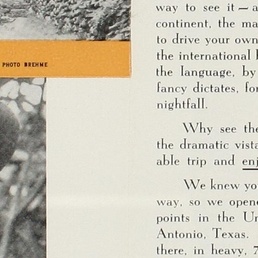 way to see it — a
continent, the ma
to drive your own
the international b
the language, by
fancy dictates, fo
nightfall.
PHOTO BREHME
Why see the
the dramatic vista
able trip and enj
We knew yo
way, so we opene
points in the Un
Antonio, Texas.
there, in heavy, 7